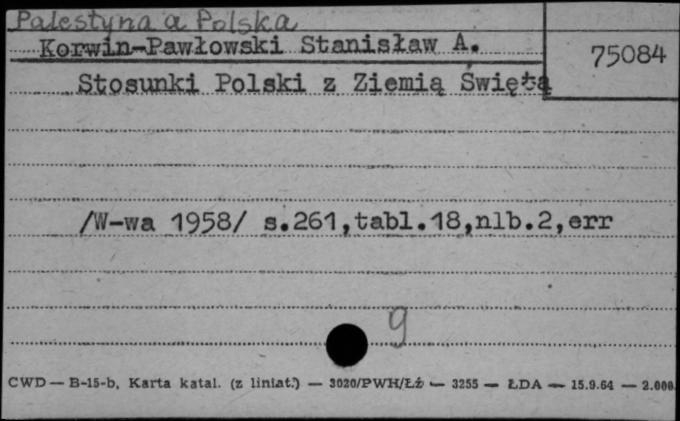 Palestyna a Polska
Korwin-Pawłowski Stanisław A.
75084
Stosunki Polski z Ziemią Świętą
/W-wa 1958/ s.261,tabl.18,nlb.2,err
9
CWD — B-15-b, Karta katal. (z liniat.) — 3020/PWH/Łź — 3255 — ŁDA — 15.9.64 — 2.000.